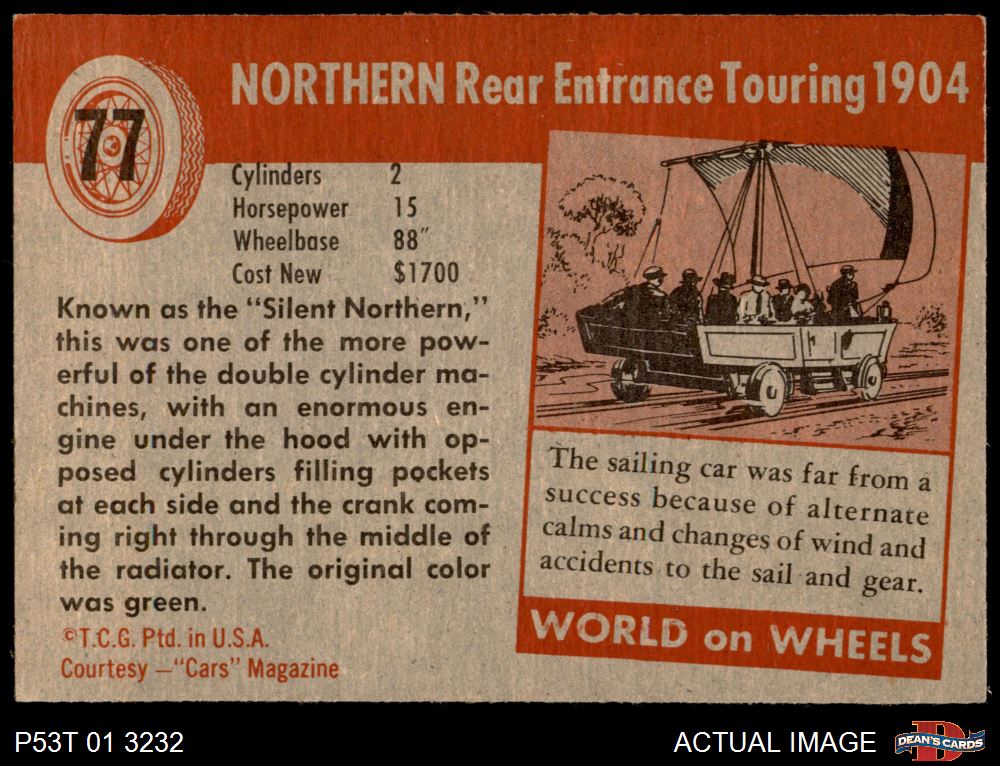 77
NORTHERN Rear Entrance Touring 1904
Cylinders 2
Horsepower 15
Wheelbase 88"
Cost New $1700
Known as the "Silent Northern,"
this was one of the more pow-
erful of the double cylinder ma-
chines, with an enormous en-
gine under the hood with op-
posed cylinders filling pockets
at each side and the crank com-
ing right through the middle of
the radiator. The original color
was green.
©T.C.G. Ptd. in U.S.A.
Courtesy —"Cars" Magazine
The sailing car was far from a
success because of alternate
calms and changes of wind and
accidents to the sail and gear.
WORLD on WHEELS
P53T 01 3232
ACTUAL IMAGE
D
DEAN'S CARDS